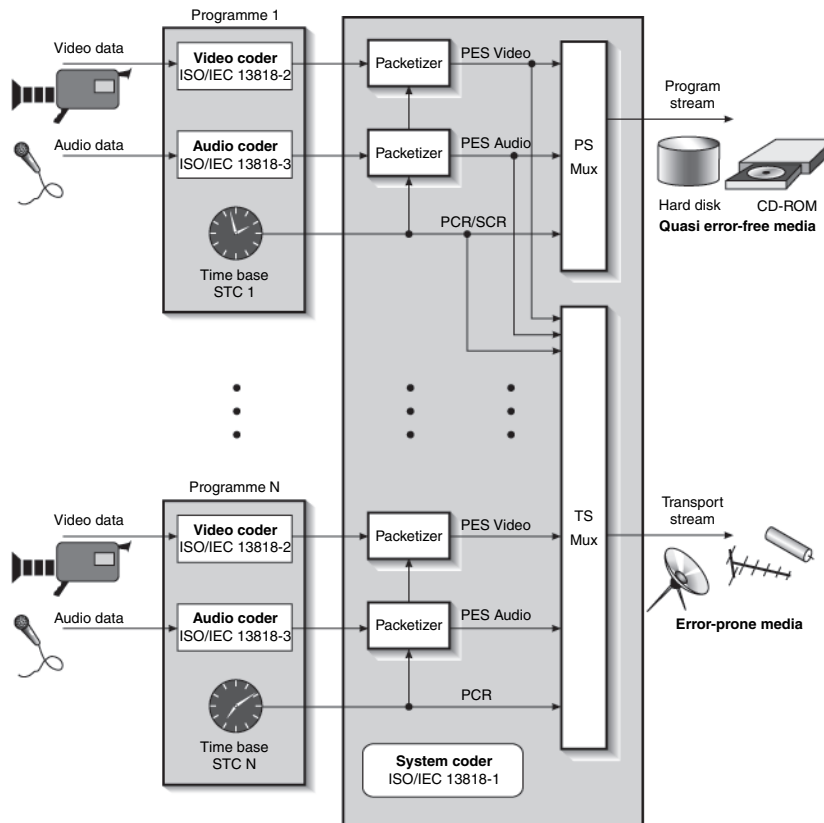 Programme 1
Video data
Video coder
ISO/IEC 13818-2
Packetizer
PES Video
Audio data
Audio coder
ISO/IEC 13818-3
Packetizer
PES Audio
PS
Mux
Program
stream
Hard disk
CD-ROM
Quasi error-free media
PCR/SCR
Time base
STC 1
Programme N
Video data
Video coder
ISO/IEC 13818-2
Packetizer
PES Video
TS
Mux
Transport
stream
Audio data
Audio coder
ISO/IEC 13818-3
Packetizer
PES Audio
Error-prone media
PCR
Time base
STC N
System coder
ISO/IEC 13818-1